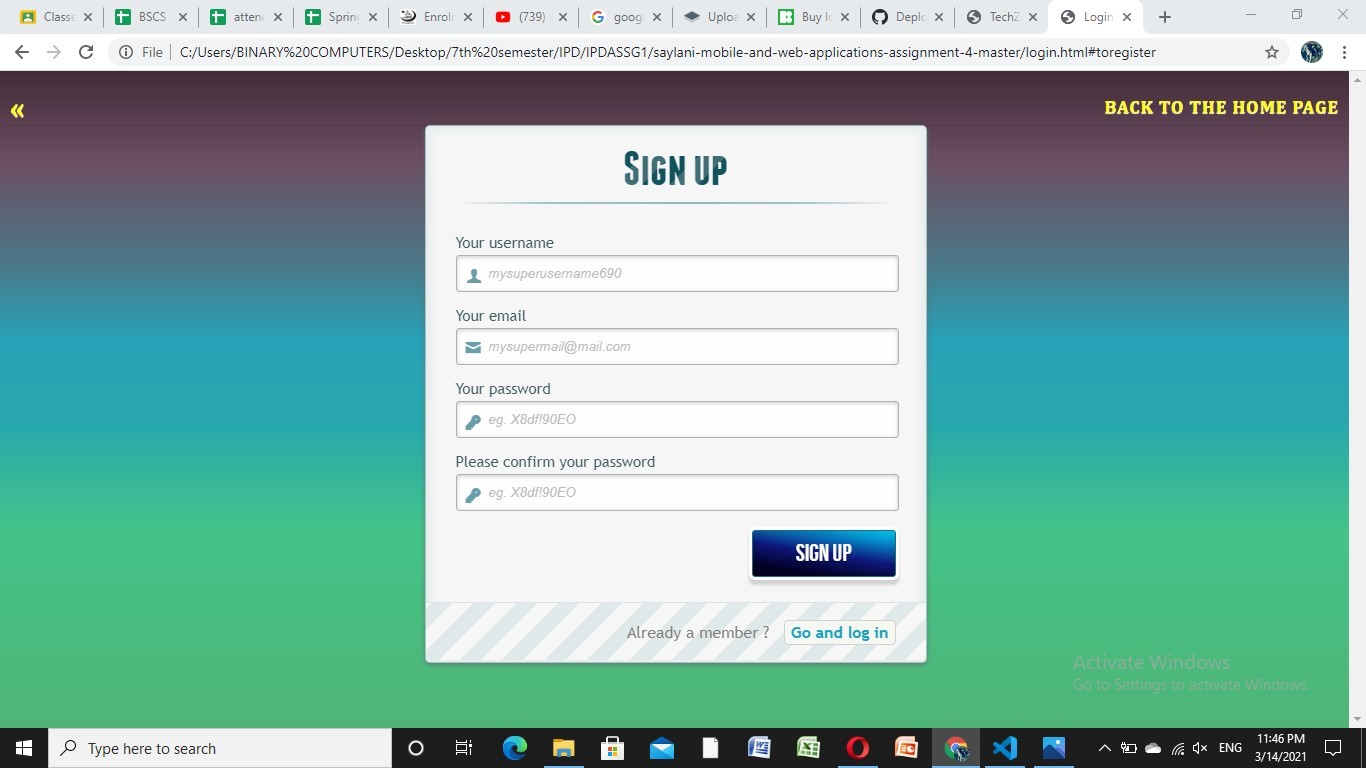 Classe
BSCS
attend
Spring
Enrolm
(739)
goog
Uploa
Buy Ic
Deplo
TechZ
Login
File
C:/Users/BINARY%20COMPUTERS/Desktop/7th%20semester/IPD/IPDASSG1/saylani-mobile-and-web-applications-assignment-4-master/login.html#toregister
« BACK TO THE HOME PAGE
SIGN UP
Your username
mysuperusername690
Your email
mysupermail@mail.com
Your password
eg. X8df!90EO
Please confirm your password
eg. X8df!90EO
SIGN UP
Already a member ? Go and log in
Activate Windows
Go to Settings to activate Windows.
Type here to search
ENG
11:46 PM
3/14/2021